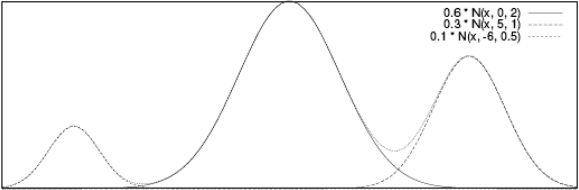 0.6 * N(x, 0, 2)
0.3 * N(x, 5, 1)
0.1 * N(x, -6, 0.5)